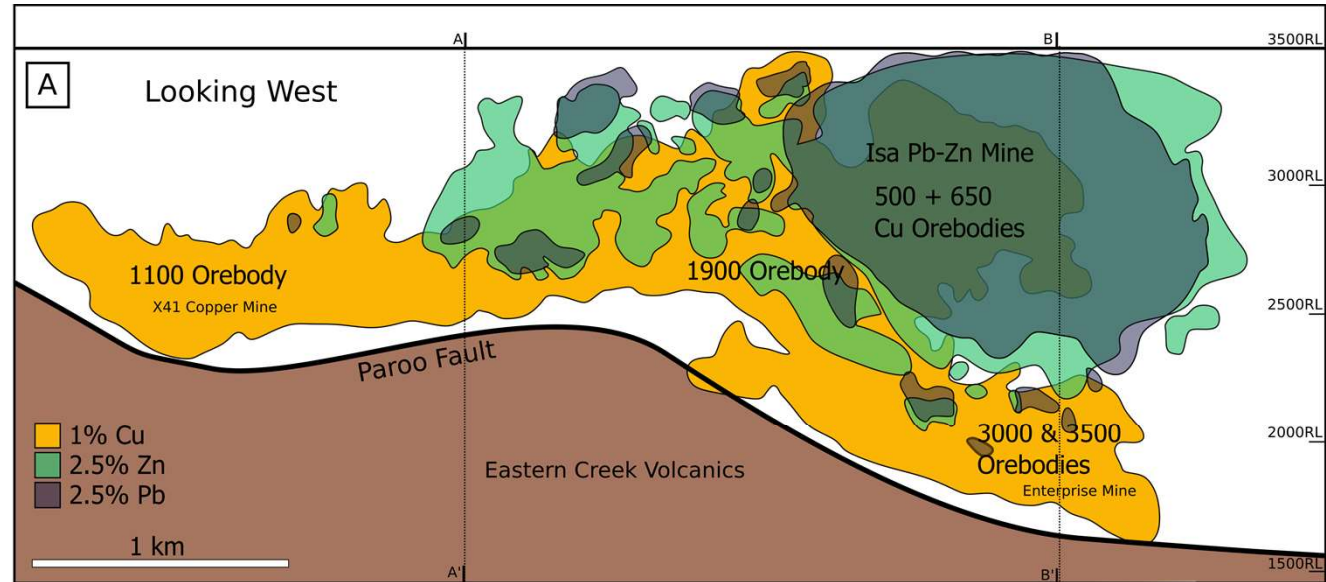 A
B
3500RL
A
Looking West
Isa Pb-Zn Mine
500 + 650
Cu Orebodies
3000RL
1100 Orebody
X41 Copper Mine
1900 Orebody
2500RL
Paroo Fault
1% Cu
2.5% Zn
2.5% Pb
3000 & 3500
Orebodies
2000RL
Eastern Creek Volcanics
Enterprise Mine
1 km
1500RL
A'
B'